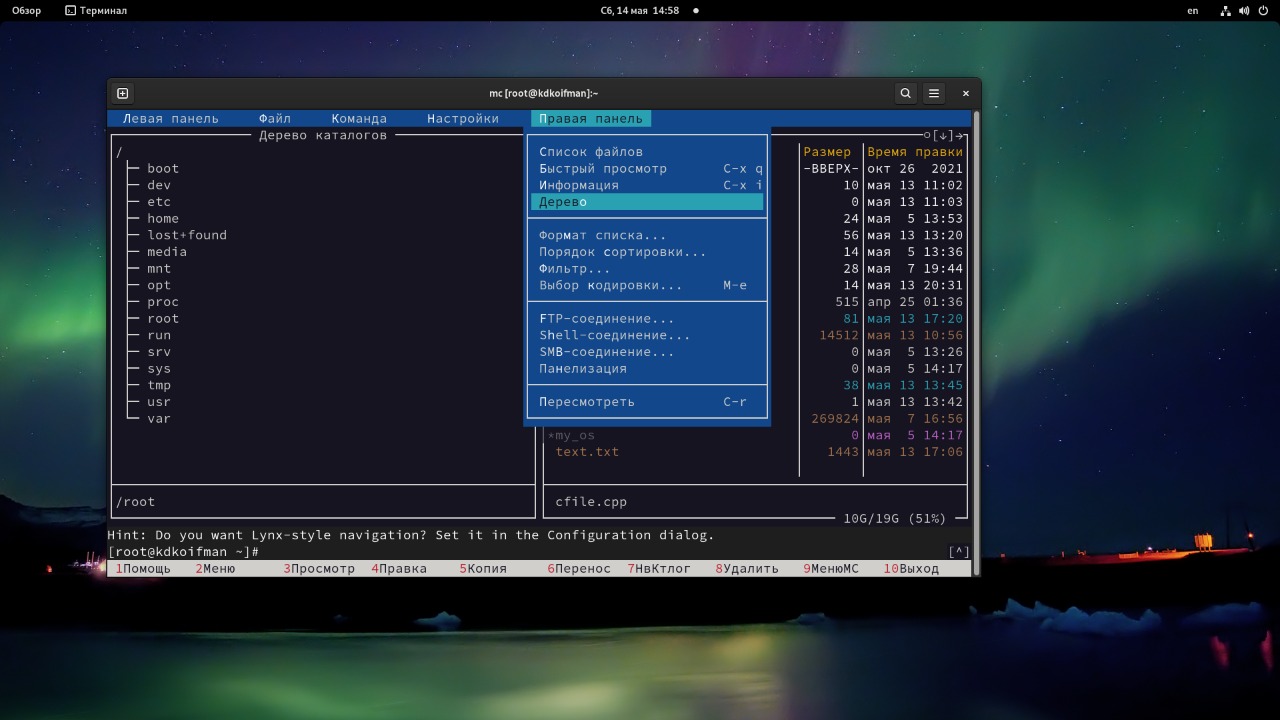 Обзор Терминал Сб, 14 мая 14:58 en
mc [root@kdkoifman]:~
Левая панель Файл Команда Настройки Правая панель
Дерево каталогов [↓]
/ Список файлов Размер Время правки
boot Быстрый просмотр C-x q -ВВЕРХ- окт 26 2021
dev Информация C-x i 10 мая 13 11:02
etc Дерево 0 мая 13 11:03
home 24 мая 5 13:53
lost+found Формат списка... 56 мая 13 13:20
media Порядок сортировки... 14 мая 5 13:36
mnt Фильтр... 28 мая 7 19:44
opt Выбор кодировки... M-e 14 мая 13 20:31
proc 515 апр 25 01:36
root FTP-соединение... 81 мая 13 17:20
run Shell-соединение... 14512 мая 13 10:56
srv SMB-соединение... 0 мая 5 13:26
sys Панелизация 0 мая 5 14:17
tmp 38 мая 13 13:45
usr Пересмотреть C-r 1 мая 13 13:42
var 269824 мая 7 16:56
*my_os 0 мая 5 14:17
text.txt 1443 мая 13 17:06
/root cfile.cpp
10G/19G (51%)
Hint: Do you want Lynx-style navigation? Set it in the Configuration dialog.
[root@kdkoifman ~]# [^]
1Помощь 2Меню 3Просмотр 4Правка 5Копия 6Перенос 7НвКтлог 8Удалить 9МенюMC 10Выход